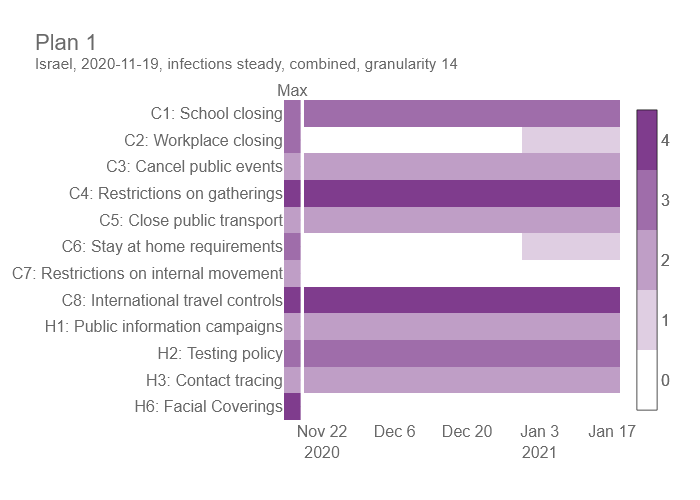 Plan 1
Israel, 2020-11-19, infections steady, combined, granularity 14
Max
C1: School closing
C2: Workplace closing
C3: Cancel public events
C4: Restrictions on gatherings
C5: Close public transport
C6: Stay at home requirements
C7: Restrictions on internal movement
C8: International travel controls
H1: Public information campaigns
H2: Testing policy
H3: Contact tracing
H6: Facial Coverings
Nov 22 Dec 6 Dec 20 Jan 3 Jan 17
2020 2021
4
3
2
1
0